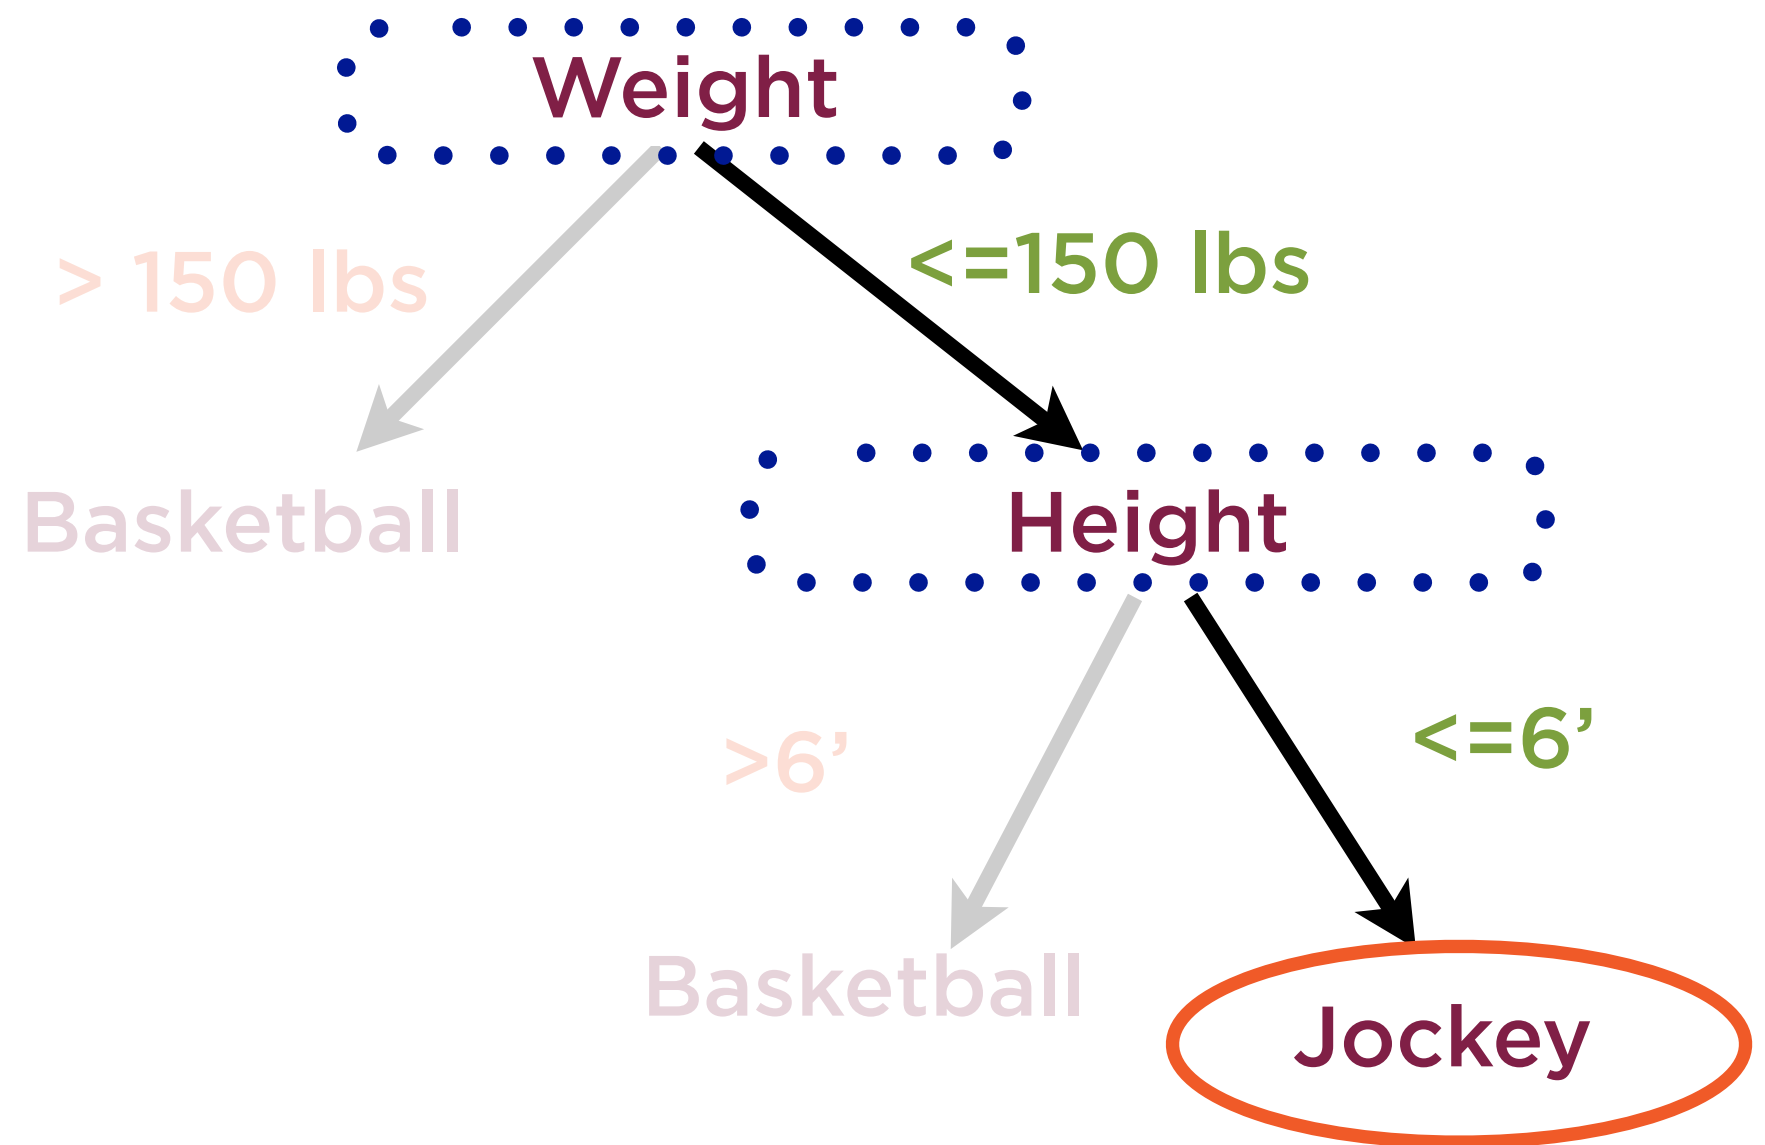 Weight
> 150 lbs
<=150 lbs
Basketball
Height
>6’
<=6’
Basketball
Jockey